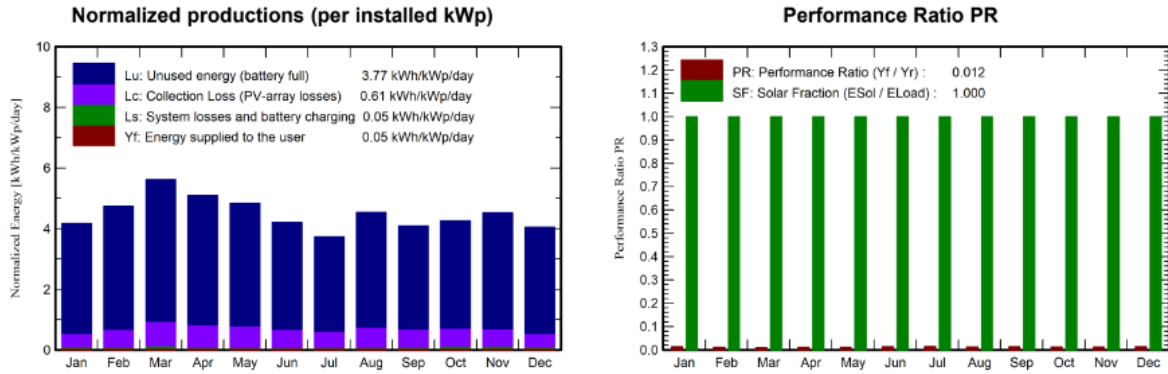 Normalized productions (per installed kWp)
10
8
6
4
2
0
Normalized Energy [kWh/kWp/day]
Lu: Unused energy (battery full) 3.77 kWh/kWp/day
Lc: Collection Loss (PV-array losses) 0.61 kWh/kWp/day
Ls: System losses and battery charging 0.05 kWh/kWp/day
Yf: Energy supplied to the user 0.05 kWh/kWp/day
Jan Feb Mar Apr May Jun Jul Aug Sep Oct Nov Dec
Performance Ratio PR
1.3
1.2
1.1
1.0
0.9
0.8
0.7
0.6
0.5
0.4
0.3
0.2
0.1
0.0
Performance Ratio PR
PR: Performance Ratio (Yf / Yr) : 0.012
SF: Solar Fraction (ESol / ELoad) : 1.000
Jan Feb Mar Apr May Jun Jul Aug Sep Oct Nov Dec